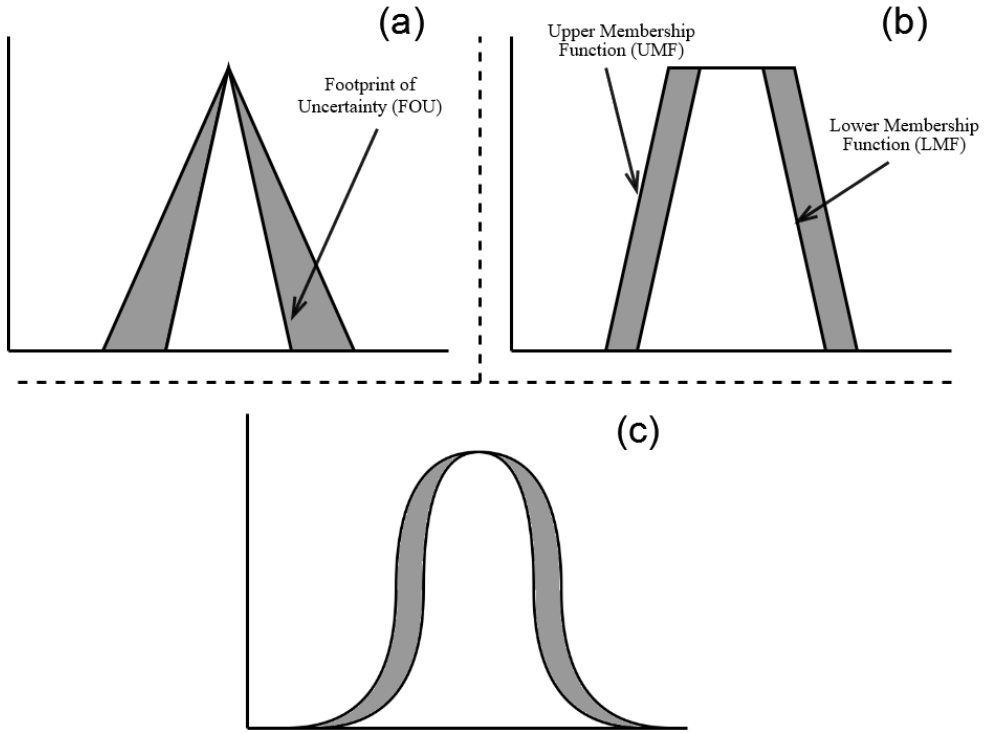 (a)
Footprint of
Uncertainty (FOU)
Upper Membership
Function (UMF)
(b)
Lower Membership
Function (LMF)
(c)